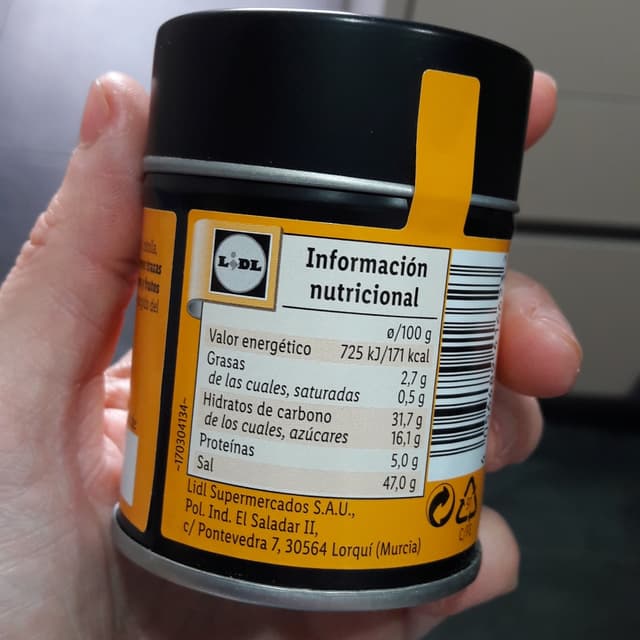 LIDL
Información
nutricional
ø/100 g
Valor energético 725 kJ/171 kcal
Grasas 2,7 g
de las cuales, saturadas 0,5 g
Hidratos de carbono 31,7 g
de los cuales, azúcares 16,1 g
Proteínas 5,0 g
Sal 47,0 g
Lidl Supermercados S.A.U.,
Pol. Ind. El Saladar II,
c/ Pontevedra 7, 30564 Lorquí (Murcia)
~170304134~